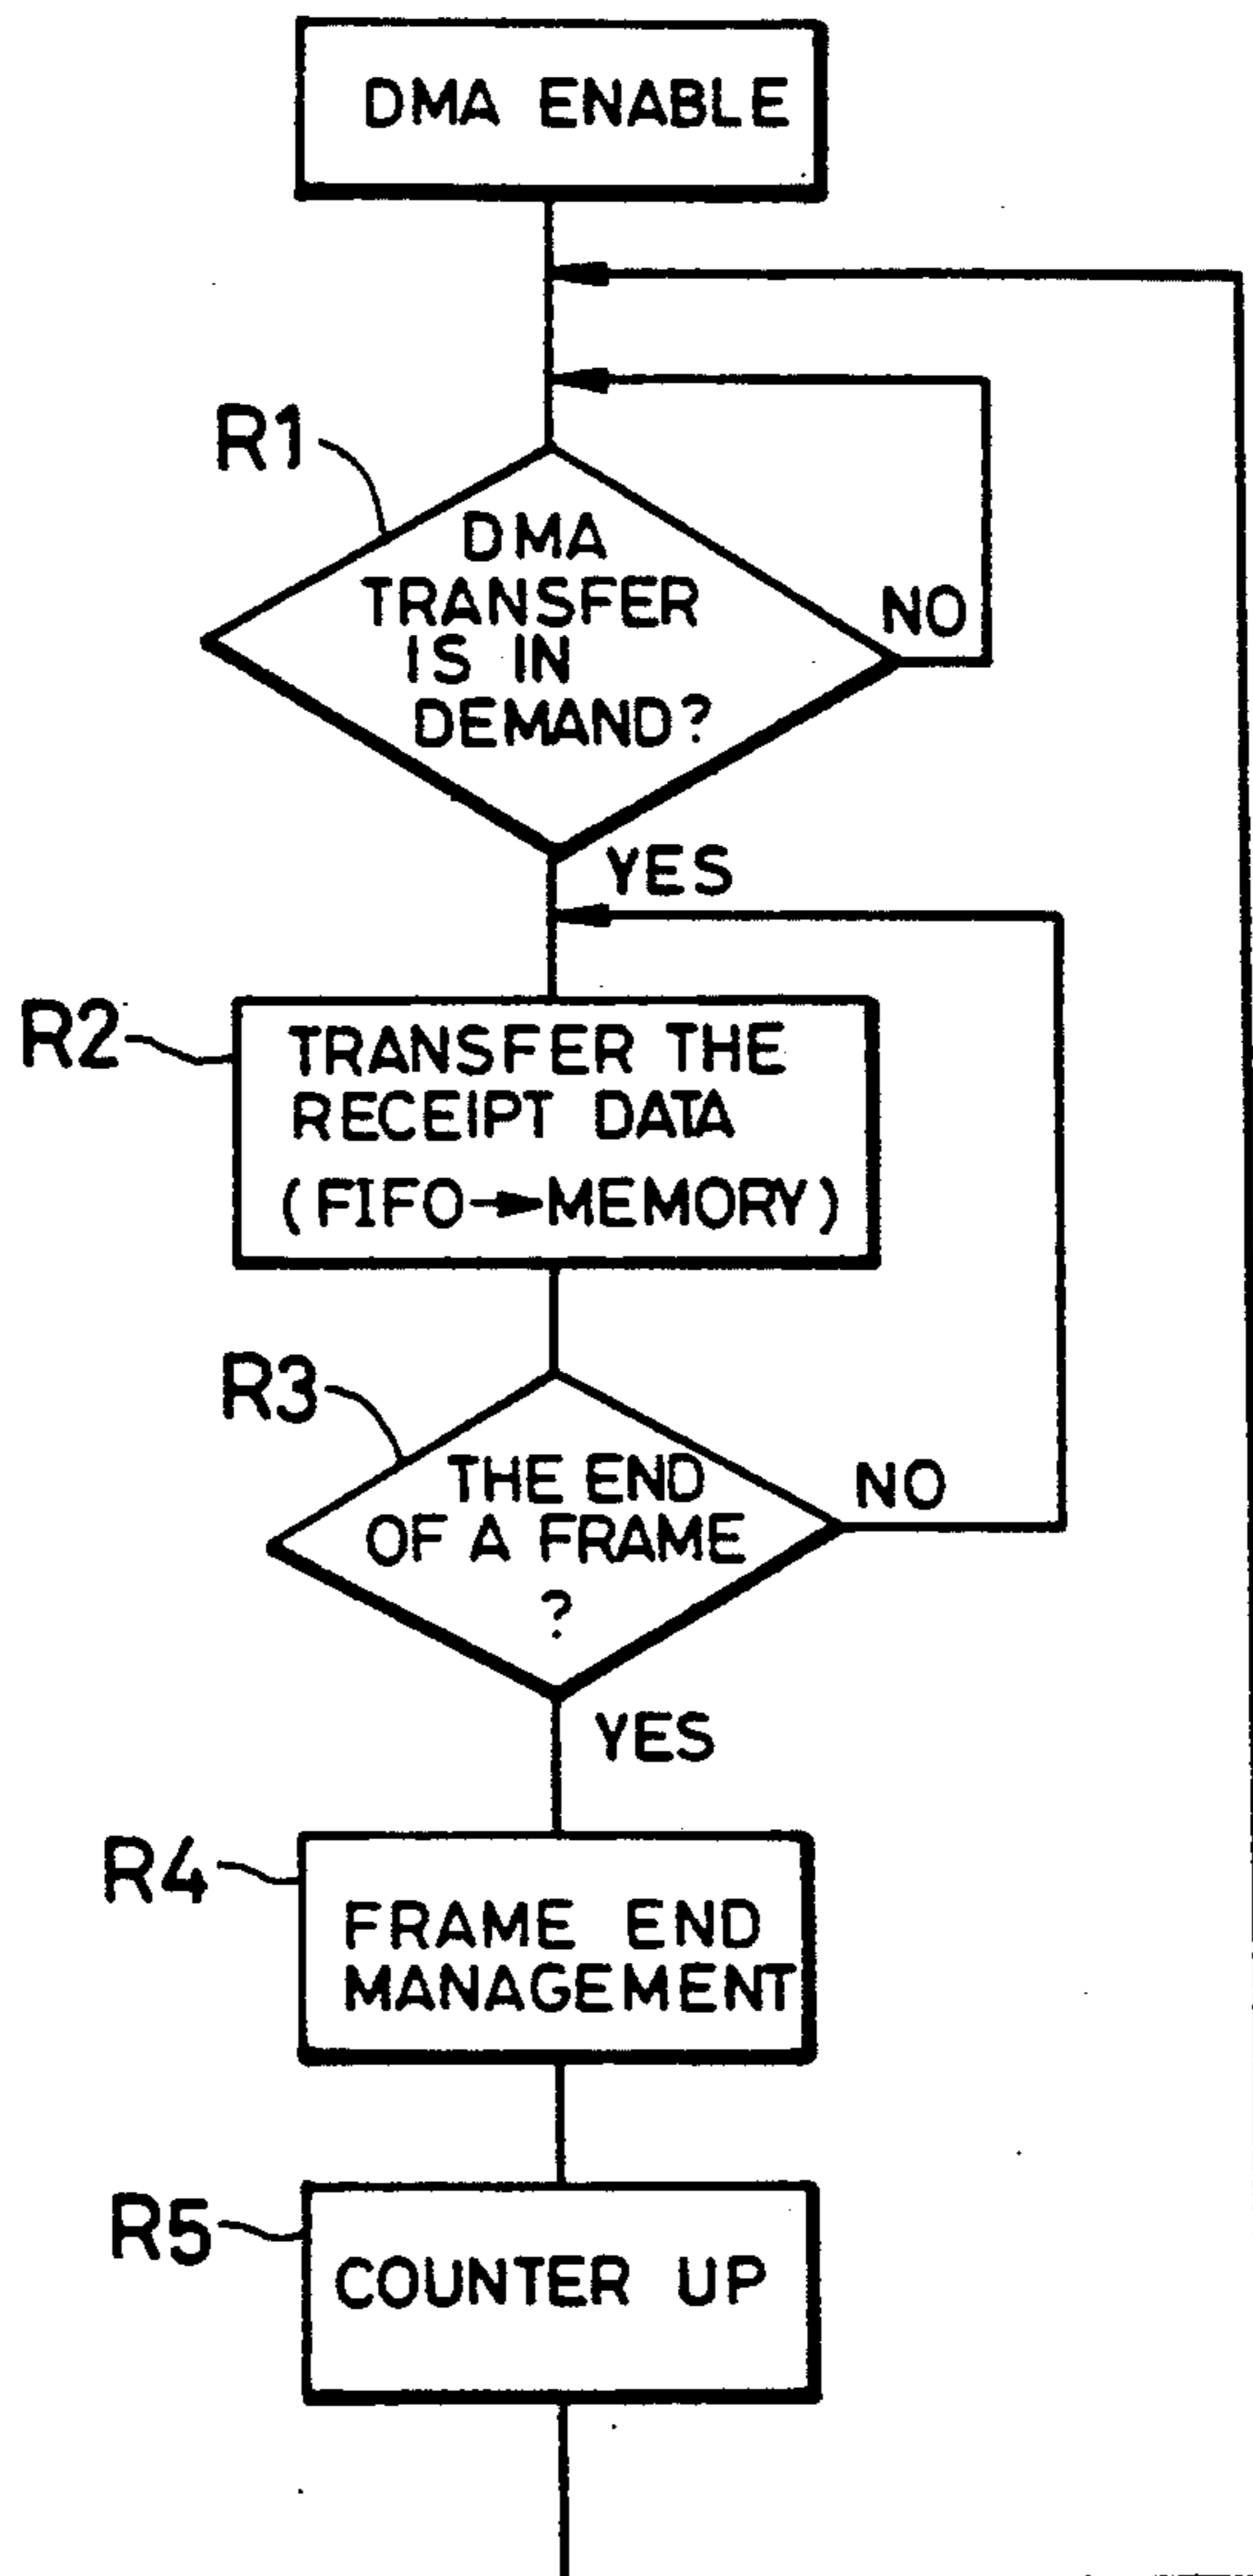 DMA ENABLE
R1
DMA
TRANSFER
IS IN
DEMAND?
NO
YES
R2
TRANSFER THE
RECEIPT DATA
(FIFO→MEMORY)
R3
THE END
OF A FRAME
?
NO
YES
R4
FRAME END
MANAGEMENT
R5
COUNTER UP